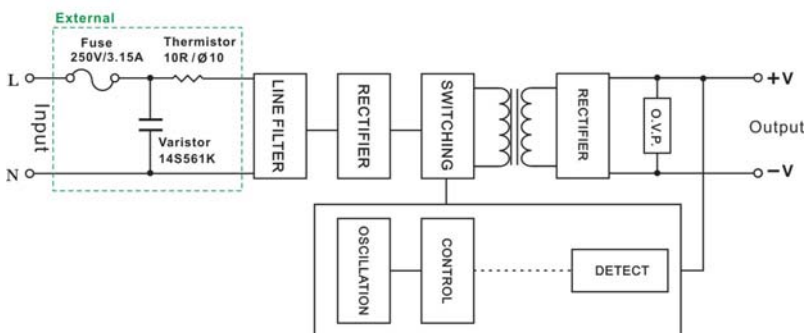 External
Fuse
250V/3.15A
Thermistor
10R/Ø10
L
Input
N
Varistor
14S561K
LINE FILTER
RECTIFIER
SWITCHING
RECTIFIER
O.V.P.
+V
Output
−V
OSCILLATION
CONTROL
DETECT